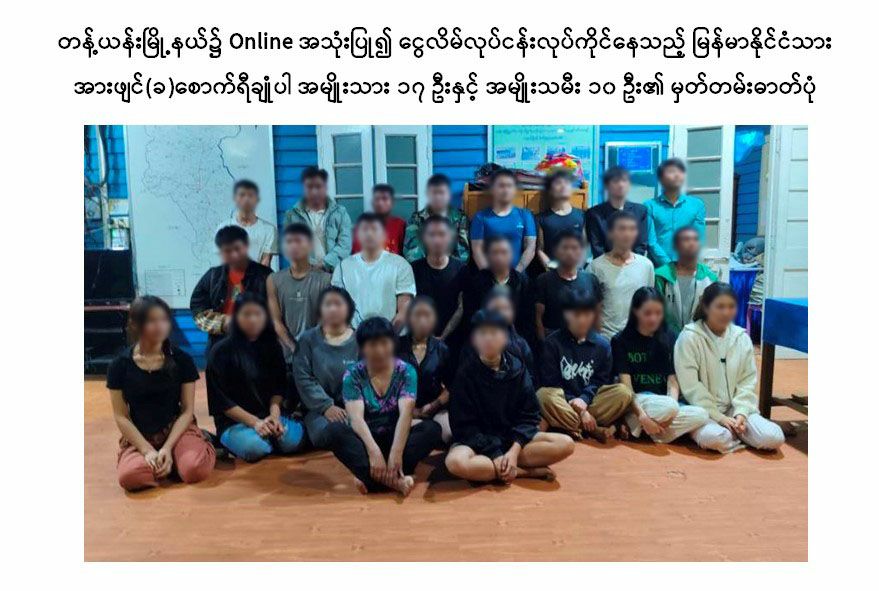 တန့်ယန်းမြို့နယ်၌ Online အသုံးပြု၍ ငွေလိမ်လုပ်ငန်းလုပ်ကိုင်နေသည့် မြန်မာနိုင်ငံသား
အားဖျင်(ခ)စောက်ရီချုံပါ အမျိုးသား ၁၇ ဦးနှင့် အမျိုးသမီး ၁၀ ဦး၏ မှတ်တမ်းဓာတ်ပုံ
BOT
VENE